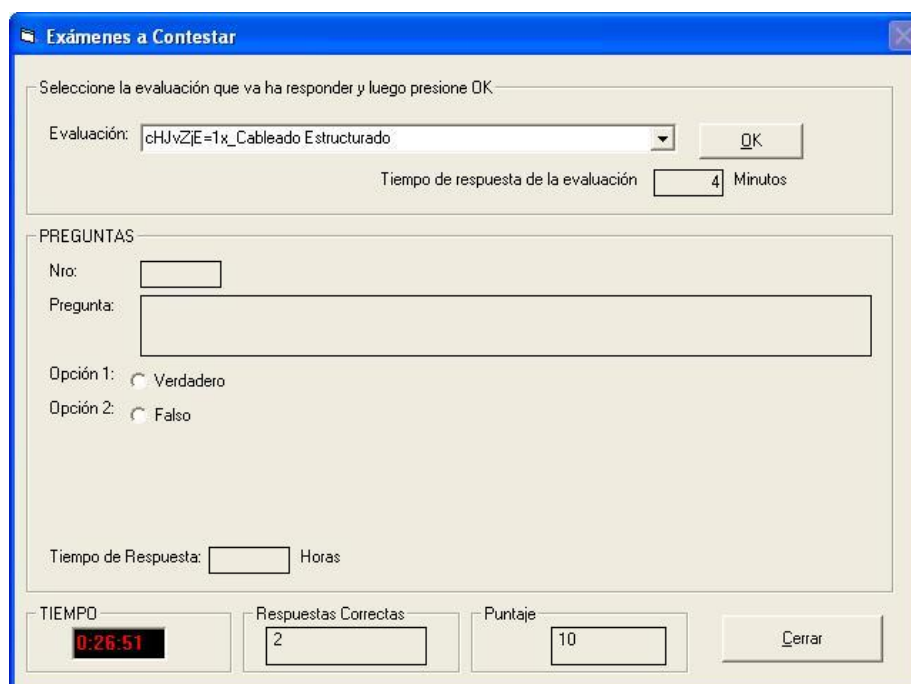 Exámenes a Contestar
Seleccione la evaluación que va ha responder y luego presione OK
Evaluación: cHJvZjE=1x_Cableado Estructurado OK
Tiempo de respuesta de la evaluación 4 Minutos
PREGUNTAS
Nro:
Pregunta:
Opción 1: Verdadero
Opción 2: Falso
Tiempo de Respuesta: Horas
TIEMPO Respuestas Correctas Puntaje
0:26:51 2 10 Cerrar